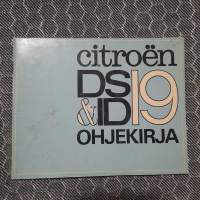 citroën
DS 19
& ID
OHJEKIRJA